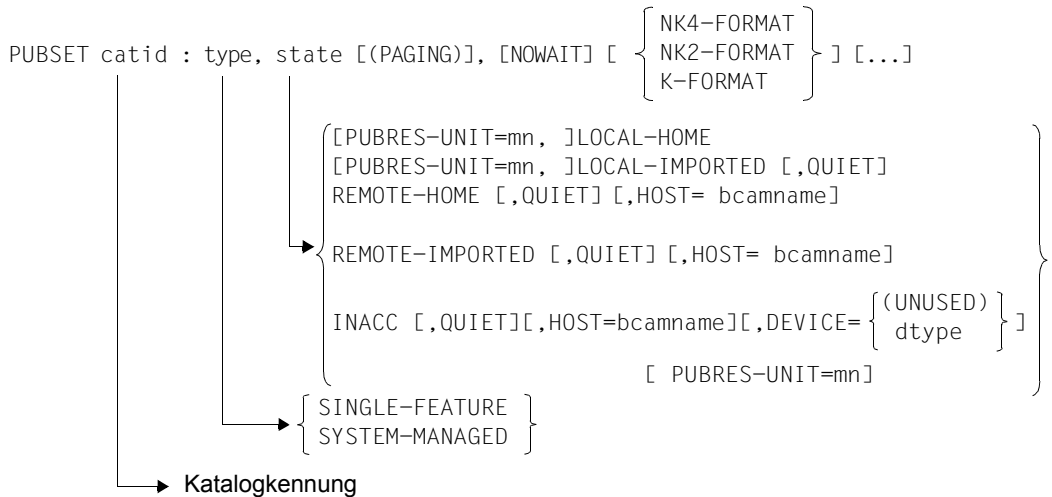 NK4-FORMAT
PUBSET catid : type, state [(PAGING)], [NOWAIT] [ NK2-FORMAT ] [...]
K-FORMAT
[PUBRES-UNIT=mn, ]LOCAL-HOME
[PUBRES-UNIT=mn, ]LOCAL-IMPORTED [,QUIET]
REMOTE-HOME [,QUIET] [,HOST= bcamname]
REMOTE-IMPORTED [,QUIET] [,HOST= bcamname]
(UNUSED)
INACC [,QUIET][,HOST=bcamname][,DEVICE= ]
dtype
[ PUBRES-UNIT=mn]
SINGLE-FEATURE
SYSTEM-MANAGED
Katalogkennung